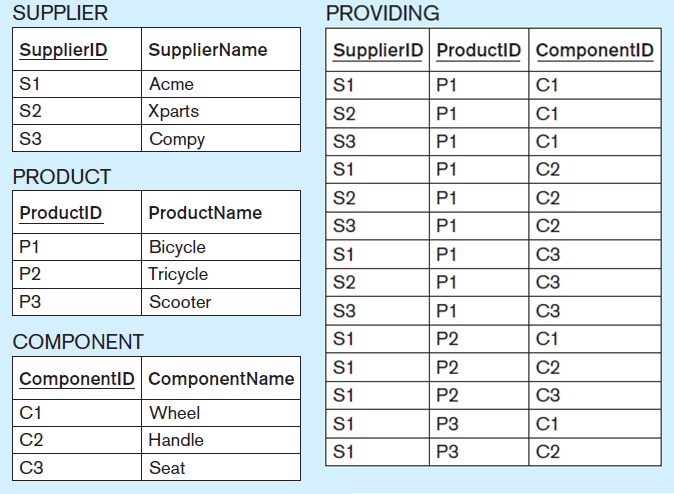 SUPPLIER
SupplierID SupplierName
S1 Acme
S2 Xparts
S3 Compy
PRODUCT
ProductID ProductName
P1 Bicycle
P2 Tricycle
P3 Scooter
COMPONENT
ComponentID ComponentName
C1 Wheel
C2 Handle
C3 Seat
PROVIDING
SupplierID ProductID ComponentID
S1 P1 C1
S2 P1 C1
S3 P1 C1
S1 P1 C2
S2 P1 C2
S3 P1 C2
S1 P1 C3
S2 P1 C3
S3 P1 C3
S1 P2 C1
S1 P2 C2
S1 P2 C3
S1 P3 C1
S1 P3 C2